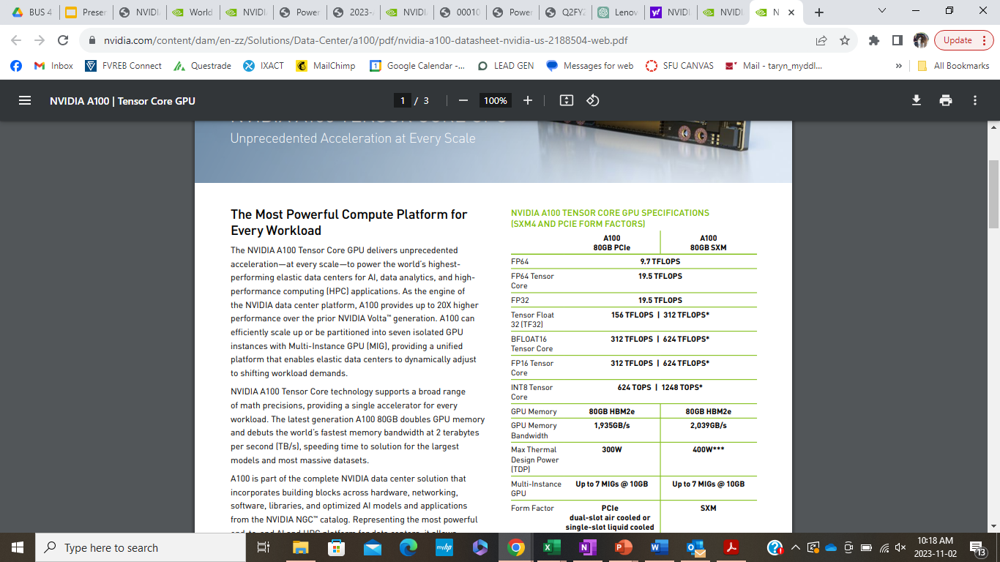 BUS 4
Presen
NVIDI
World
NVIDI
Power
2023-
NVIDI
00010
Power
Q2FY2
Lenov
NVIDI
NVIDI
N
nvidia.com/content/dam/en-zz/Solutions/Data-Center/a100/pdf/nvidia-a100-datasheet-nvidia-us-2188504-web.pdf
Update
Inbox
FVREB Connect
Questrade
IXACT
MailChimp
Google Calendar -...
LEAD GEN
Messages for web
SFU CANVAS
Mail - taryn_myddl...
»
All Bookmarks
NVIDIA A100 | Tensor Core GPU
1 / 3
100%
NVIDIA A100 TENSOR CORE GPU
Unprecedented Acceleration at Every Scale
The Most Powerful Compute Platform for
Every Workload
The NVIDIA A100 Tensor Core GPU delivers unprecedented
acceleration—at every scale—to power the world's highest-
performing elastic data centers for AI, data analytics, and high-
performance computing (HPC) applications. As the engine of
the NVIDIA data center platform, A100 provides up to 20X higher
performance over the prior NVIDIA Volta™ generation. A100 can
efficiently scale up or be partitioned into seven isolated GPU
instances with Multi-Instance GPU (MIG), providing a unified
platform that enables elastic data centers to dynamically adjust
to shifting workload demands.
NVIDIA A100 Tensor Core technology supports a broad range
of math precisions, providing a single accelerator for every
workload. The latest generation A100 80GB doubles GPU memory
and debuts the world's fastest memory bandwidth at 2 terabytes
per second (TB/s), speeding time to solution for the largest
models and most massive datasets.
A100 is part of the complete NVIDIA data center solution that
incorporates building blocks across hardware, networking,
software, libraries, and optimized AI models and applications
from the NVIDIA NGC™ catalog. Representing the most powerful
end-to-end AI and HPC platform for data centers, it allows
NVIDIA A100 TENSOR CORE GPU SPECIFICATIONS
(SXM4 AND PCIE FORM FACTORS)
A100
80GB PCIe
A100
80GB SXM
FP64
9.7 TFLOPS
FP64 Tensor
Core
19.5 TFLOPS
FP32
19.5 TFLOPS
Tensor Float
32 (TF32)
156 TFLOPS | 312 TFLOPS*
BFLOAT16
Tensor Core
312 TFLOPS | 624 TFLOPS*
FP16 Tensor
Core
312 TFLOPS | 624 TFLOPS*
INT8 Tensor
Core
624 TOPS | 1248 TOPS*
GPU Memory
80GB HBM2e
80GB HBM2e
GPU Memory
Bandwidth
1,935GB/s
2,039GB/s
Max Thermal
Design Power
(TDP)
300W
400W***
Multi-Instance
GPU
Up to 7 MIGs @ 10GB
Up to 7 MIGs @ 10GB
Form Factor
PCIe
dual-slot air cooled or
single-slot liquid cooled
SXM
Type here to search
myhp
10:18 AM
2023-11-02
13